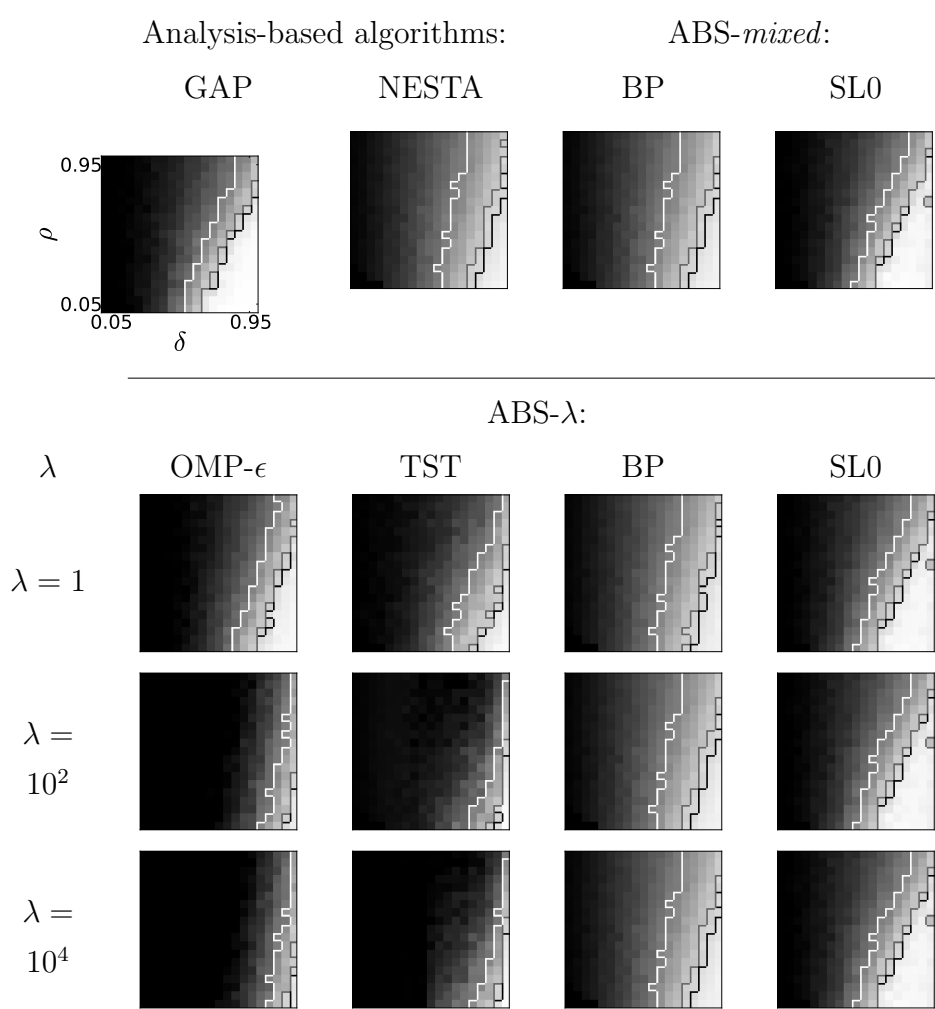 Analysis-based algorithms: ABS-mixed:
GAP NESTA BP SL0
0.95
ρ
0.05
0.05 0.95
δ
ABS-λ:
λ OMP-ϵ TST BP SL0
λ = 1
λ =
10²
λ =
10⁴